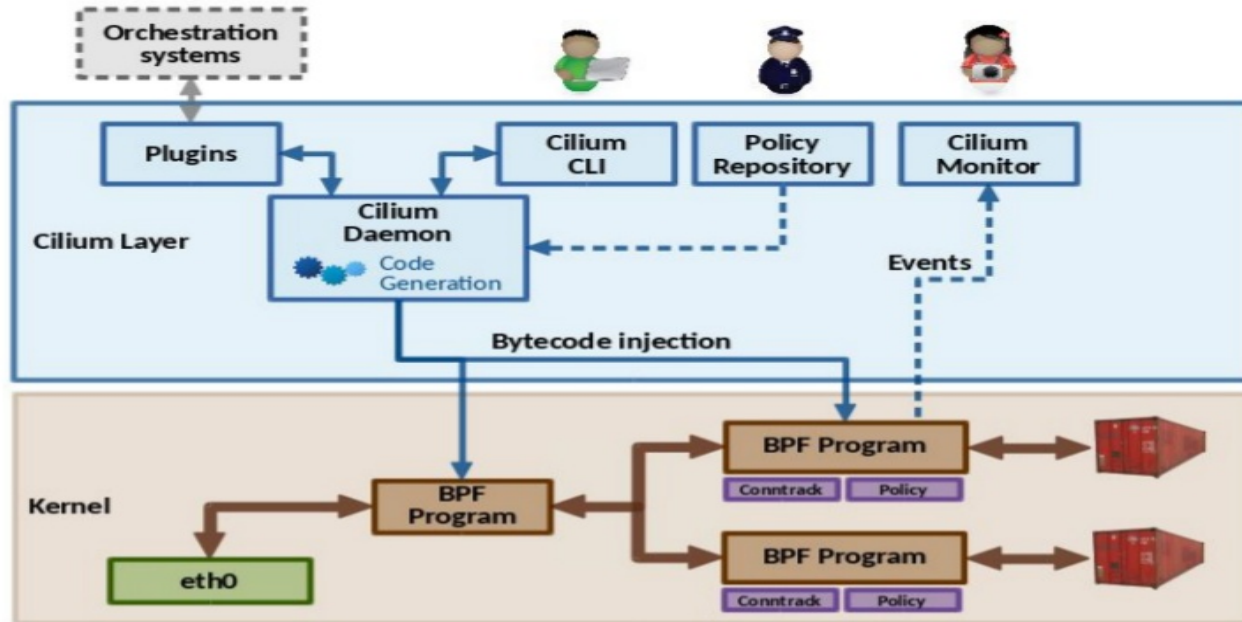 Orchestration
systems
Plugins
Cilium
CLI
Policy
Repository
Cilium
Monitor
Cilium Layer
Cilium
Daemon
Code
Generation
Events
Bytecode injection
Kernel
BPF
Program
eth0
BPF Program
Conntrack
Policy
BPF Program
Conntrack
Policy